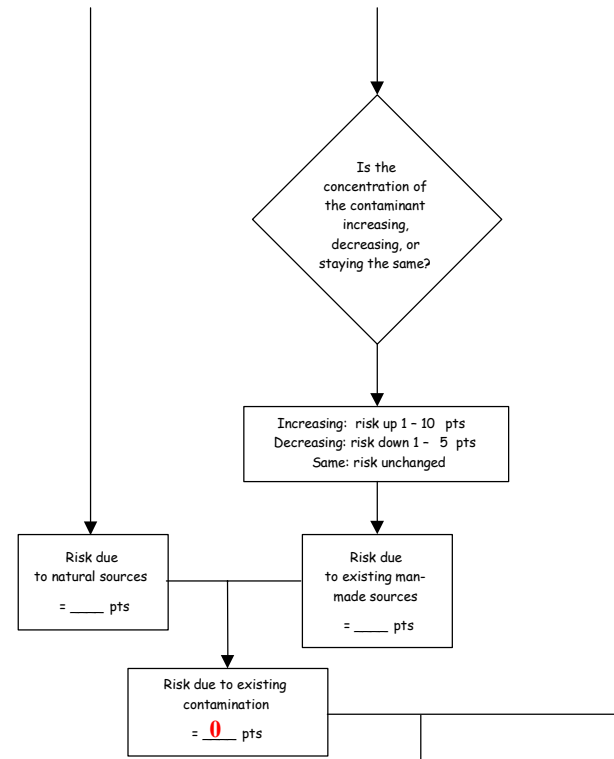 Is the
concentration of
the contaminant
increasing,
decreasing, or
staying the same?
Increasing: risk up 1 – 10 pts
Decreasing: risk down 1 – 5 pts
Same: risk unchanged
Risk due
to natural sources
= ____ pts
Risk due
to existing man-
made sources
= ____ pts
Risk due to existing
contamination
= __0__ pts